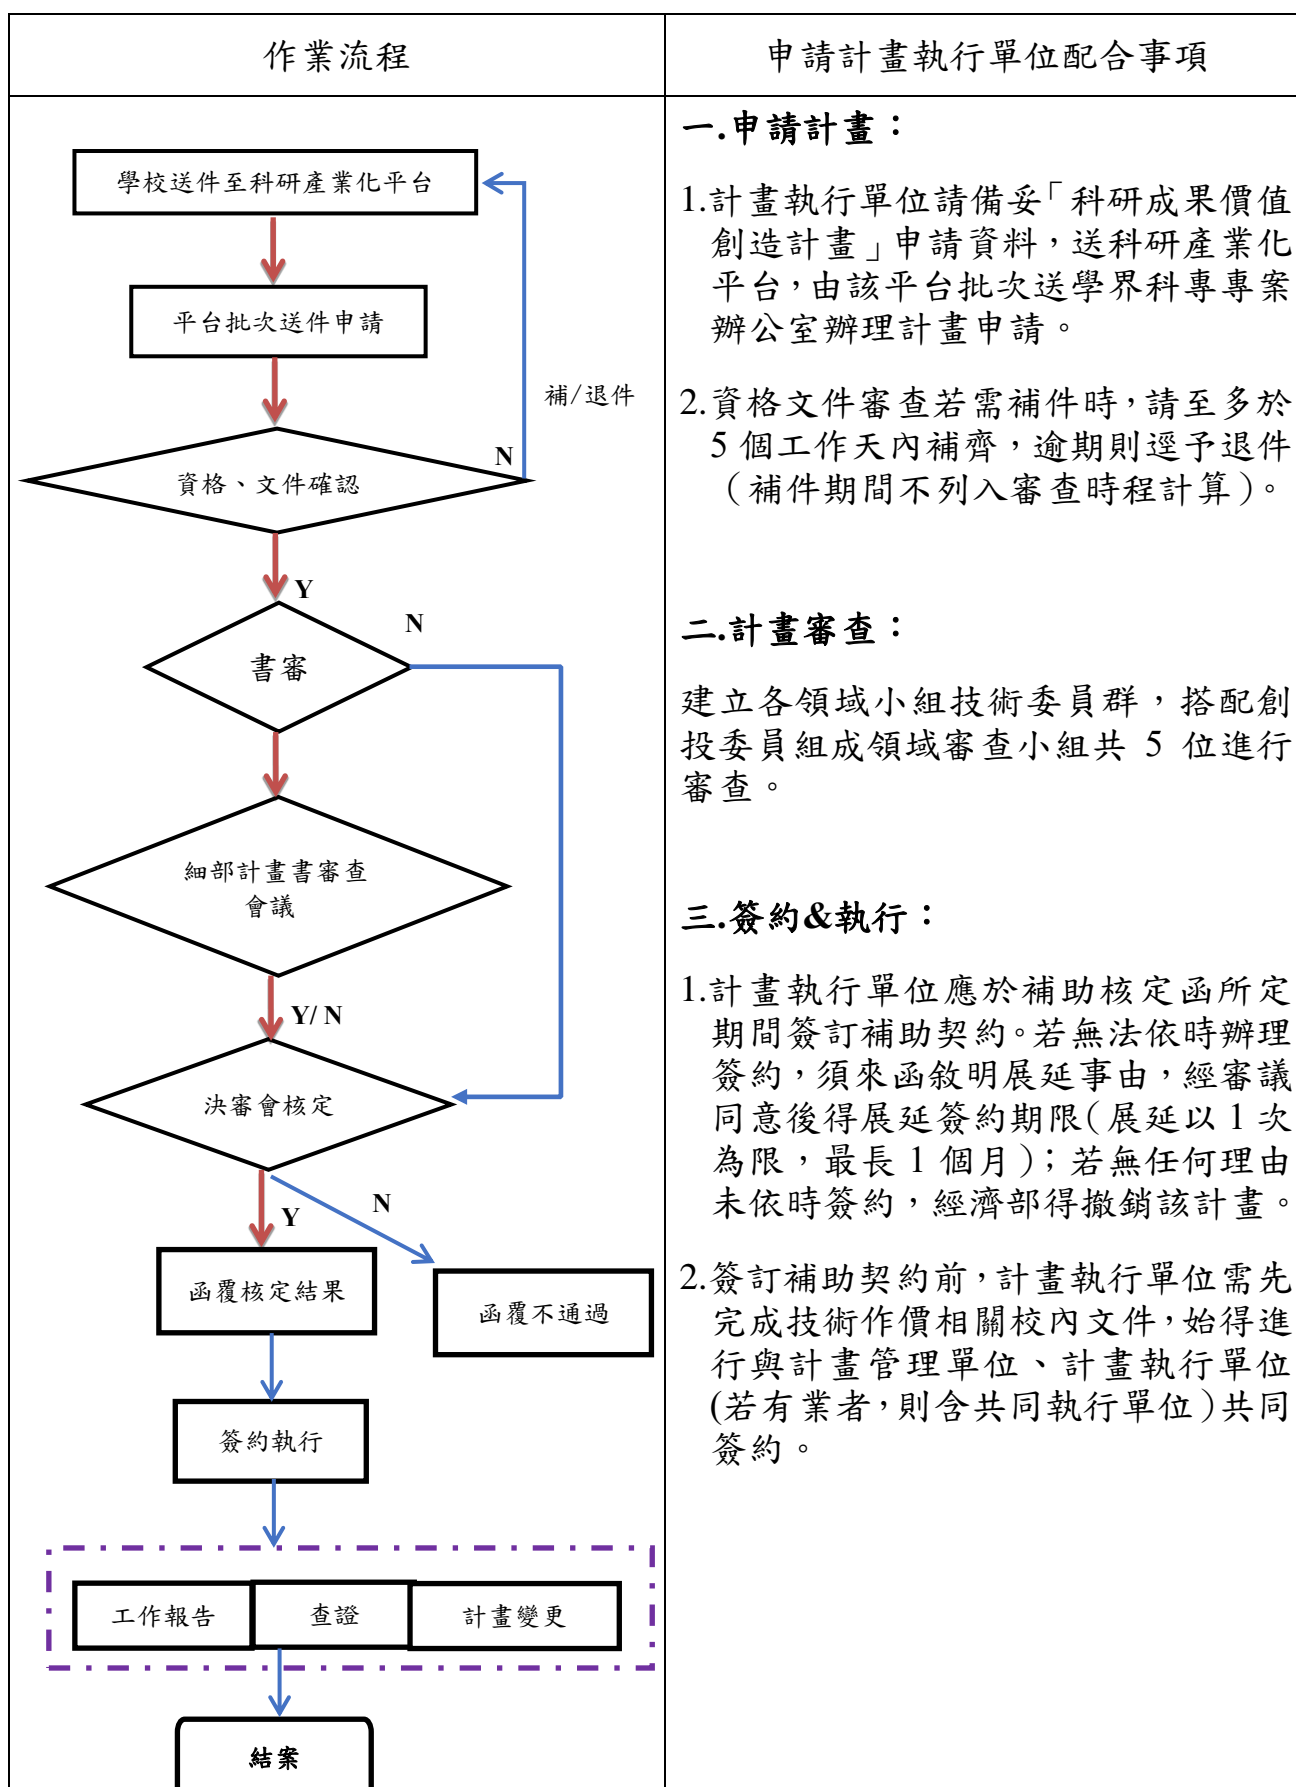 作業流程
申請計畫執行單位配合事項
學校送件至科研產業化平台
平台批次送件申請
補/退件
資格、文件確認
N
Y
書審
N
細部計畫書審查
會議
Y/ N
決審會核定
Y
N
函覆核定結果
函覆不通過
簽約執行
工作報告
查證
計畫變更
結案
一.申請計畫：
1.計畫執行單位請備妥「科研成果價值
創造計畫」申請資料，送科研產業化
平台，由該平台批次送學界科專專案
辦公室辦理計畫申請。
2.資格文件審查若需補件時，請至多於
5 個工作天內補齊，逾期則逕予退件
（補件期間不列入審查時程計算）。
二.計畫審查：
建立各領域小組技術委員群，搭配創
投委員組成領域審查小組共 5 位進行
審查。
三.簽約&執行：
1.計畫執行單位應於補助核定函所定
期間簽訂補助契約。若無法依時辦理
簽約，須來函敘明展延事由，經審議
同意後得展延簽約期限（展延以 1 次
為限，最長 1 個月）；若無任何理由
未依時簽約，經濟部得撤銷該計畫。
2.簽訂補助契約前，計畫執行單位需先
完成技術作價相關校內文件，始得進
行與計畫管理單位、計畫執行單位
(若有業者，則含共同執行單位）共同
簽約。